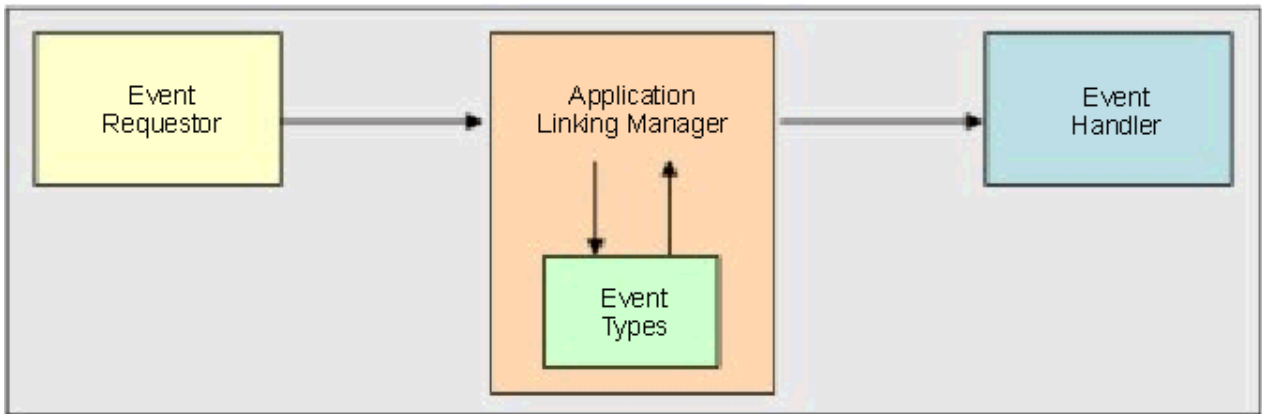 Event
Requestor
Application
Linking Manager
Event
Types
Event
Handler